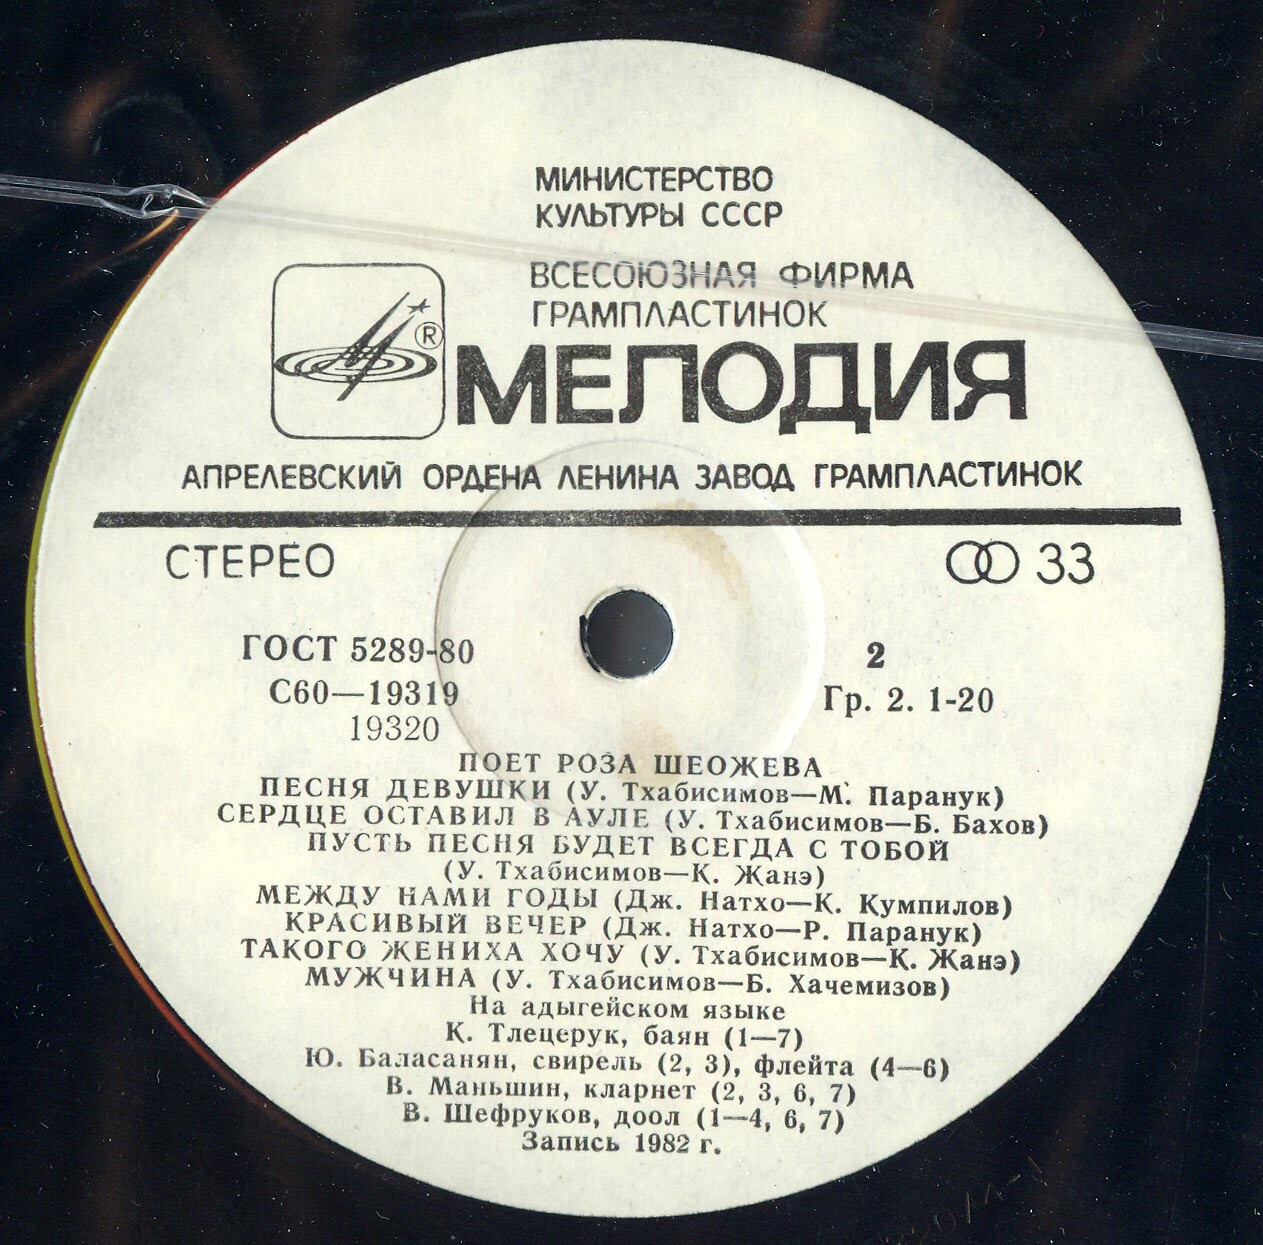 МИНИСТЕРСТВО
КУЛЬТУРЫ СССР
ВСЕСОЮЗНАЯ ФИРМА
ГРАМПЛАСТИНОК
®
МЕЛОДИЯ
АПРЕЛЕВСКИЙ ОРДЕНА ЛЕНИНА ЗАВОД ГРАМПЛАСТИНОК
СТЕРЕО 33
ГОСТ 5289-80 2
С60—19319 Гр. 2. 1-20
19320
ПОЕТ РОЗА ШЕОЖЕВА
ПЕСНЯ ДЕВУШКИ (У. Тхабисимов—М. Паранук)
СЕРДЦЕ ОСТАВИЛ В АУЛЕ (У. Тхабисимов—Б. Бахов)
ПУСТЬ ПЕСНЯ БУДЕТ ВСЕГДА С ТОБОЙ
(У. Тхабисимов—К. Жанэ)
МЕЖДУ НАМИ ГОДЫ (Дж. Натхо—К. Кумпилов)
КРАСИВЫЙ ВЕЧЕР (Дж. Натхо—Р. Паранук)
ТАКОГО ЖЕНИХА ХОЧУ (У. Тхабисимов—К. Жанэ)
МУЖЧИНА (У. Тхабисимов—Б. Хачемизов)
На адыгейском языке
К. Тлецерук, баян (1—7)
Ю. Баласанян, свирель (2, 3), флейта (4—6)
В. Маньшин, кларнет (2, 3, 6, 7)
В. Шефруков, доол (1—4, 6, 7)
Запись 1982 г.